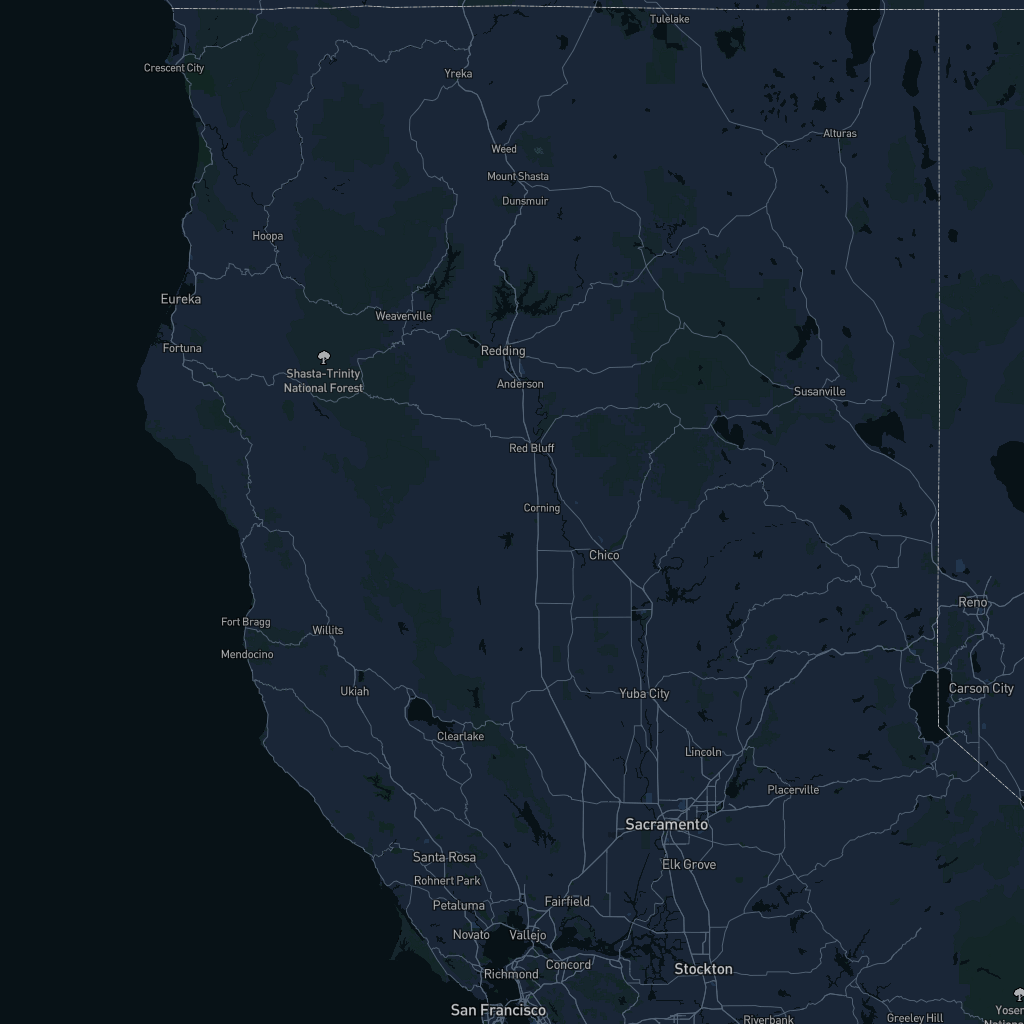 Tulelake
Crescent City
Yreka
Alturas
Weed
Mount Shasta
Dunsmuir
Hoopa
Eureka
Weaverville
Fortuna
Redding
Shasta-Trinity
National Forest
Anderson
Susanville
Red Bluff
Corning
Chico
Reno
Fort Bragg
Willits
Mendocino
Ukiah
Yuba City
Carson City
Clearlake
Lincoln
Placerville
Sacramento
Santa Rosa
Elk Grove
Rohnert Park
Petaluma
Fairfield
Novato
Vallejo
Concord
Stockton
Richmond
San Francisco
Riverbank
Greeley Hill